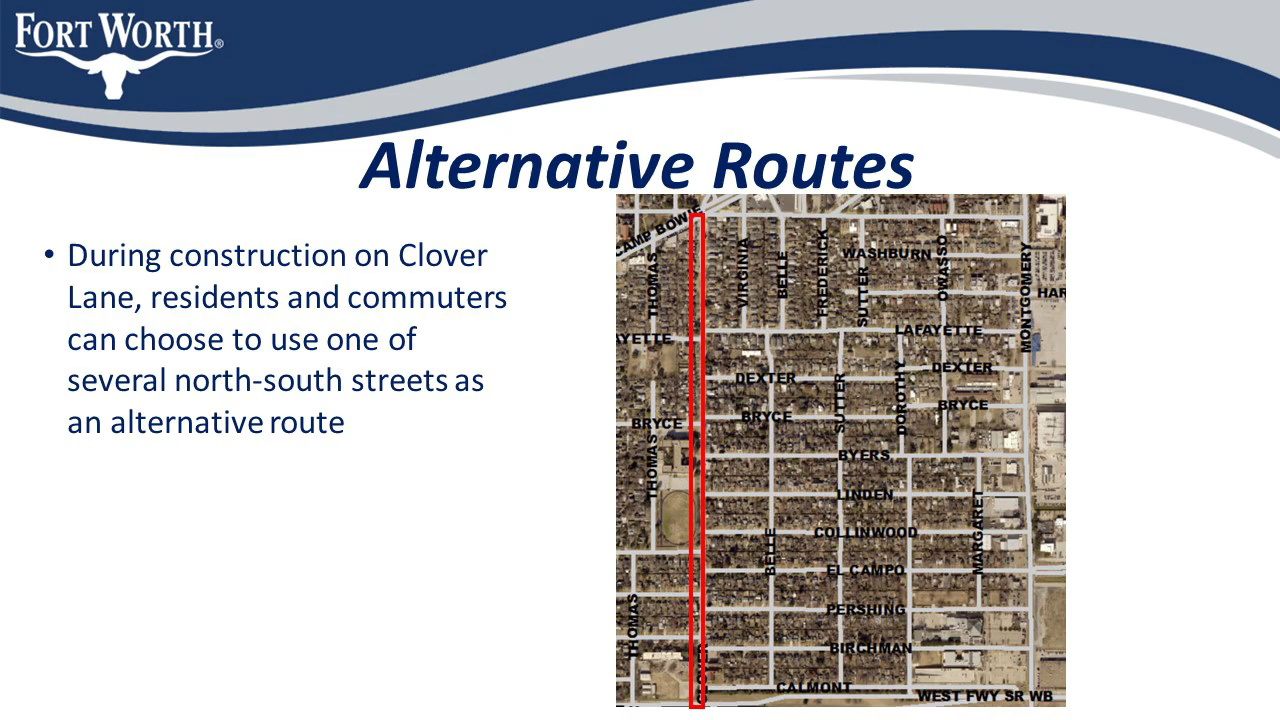 FORT WORTH®
Alternative Routes
• During construction on Clover
Lane, residents and commuters
can choose to use one of
several north-south streets as
an alternative route
CAMP BOWIE
THOMAS
VIRGINIA
BELLE
FREDERICK
SUTTER
WASHBURN
OWASSO
MONTGOMERY
HAR
AYETTE
LAFAYETTE
DEXTER
DEXTER
SUTTER
DOROTHY
BRYCE
BRYCE
BRYCE
THOMAS
BYERS
LINDEN
COLLINWOOD
BELLE
MARGARET
EL CAMPO
THOMAS
PERSHING
BIRCHMAN
CLOVER
CALMONT
WEST FWY SR WB